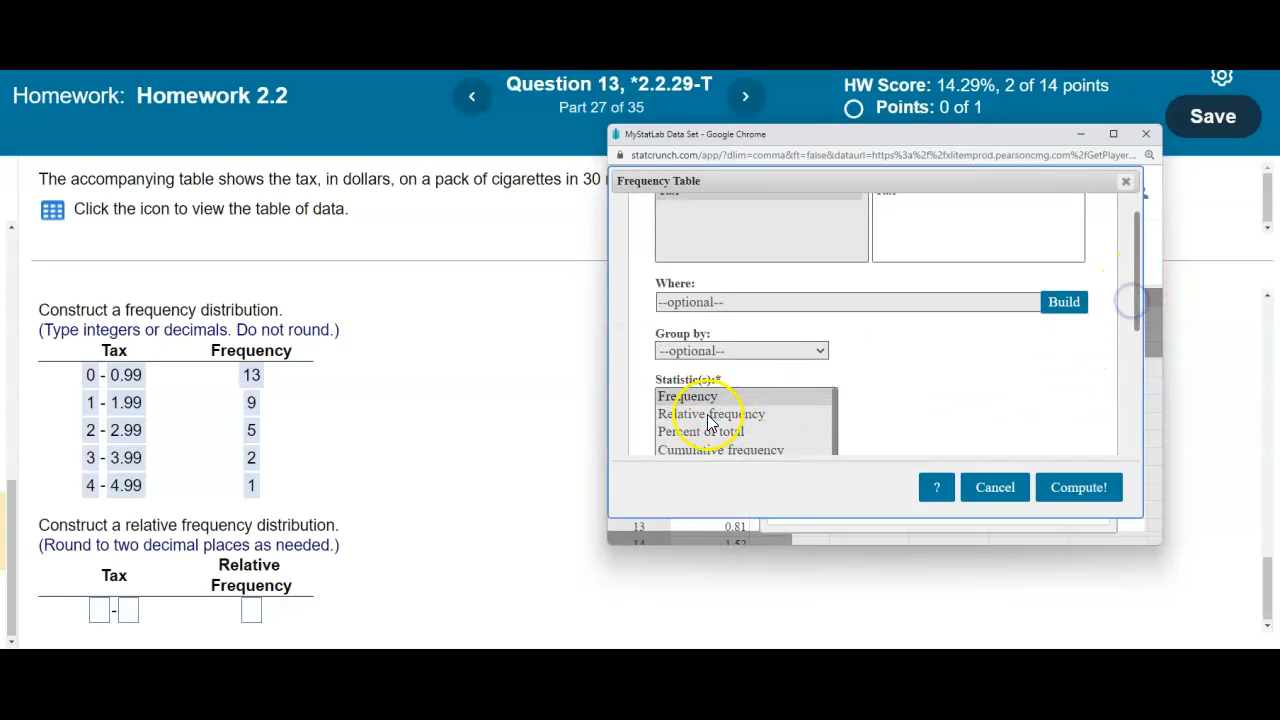 Homework: Homework 2.2
Question 13, *2.2.29-T
Part 27 of 35
HW Score: 14.29%, 2 of 14 points
Points: 0 of 1
Save
The accompanying table shows the tax, in dollars, on a pack of cigarettes in 30
Click the icon to view the table of data.
Construct a frequency distribution.
(Type integers or decimals. Do not round.)
Tax Frequency
0 - 0.99 13
1 - 1.99 9
2 - 2.99 5
3 - 3.99 2
4 - 4.99 1
Construct a relative frequency distribution.
(Round to two decimal places as needed.)
Relative
Tax
Frequency
-
MyStatLab Data Set - Google Chrome
statcrunch.com/app/?dlim=comma&ft=false&dataurl=https%3a%2f%2fxlitemprod.pearsoncmg.com%2fGetPlayer...
Frequency Table
Where:
--optional-- Build
Group by:
--optional--
Statistic(s):*
Frequency
Relative frequency
Percent of total
Cumulative frequency
? Cancel Compute!
13 0.81
14 1.52